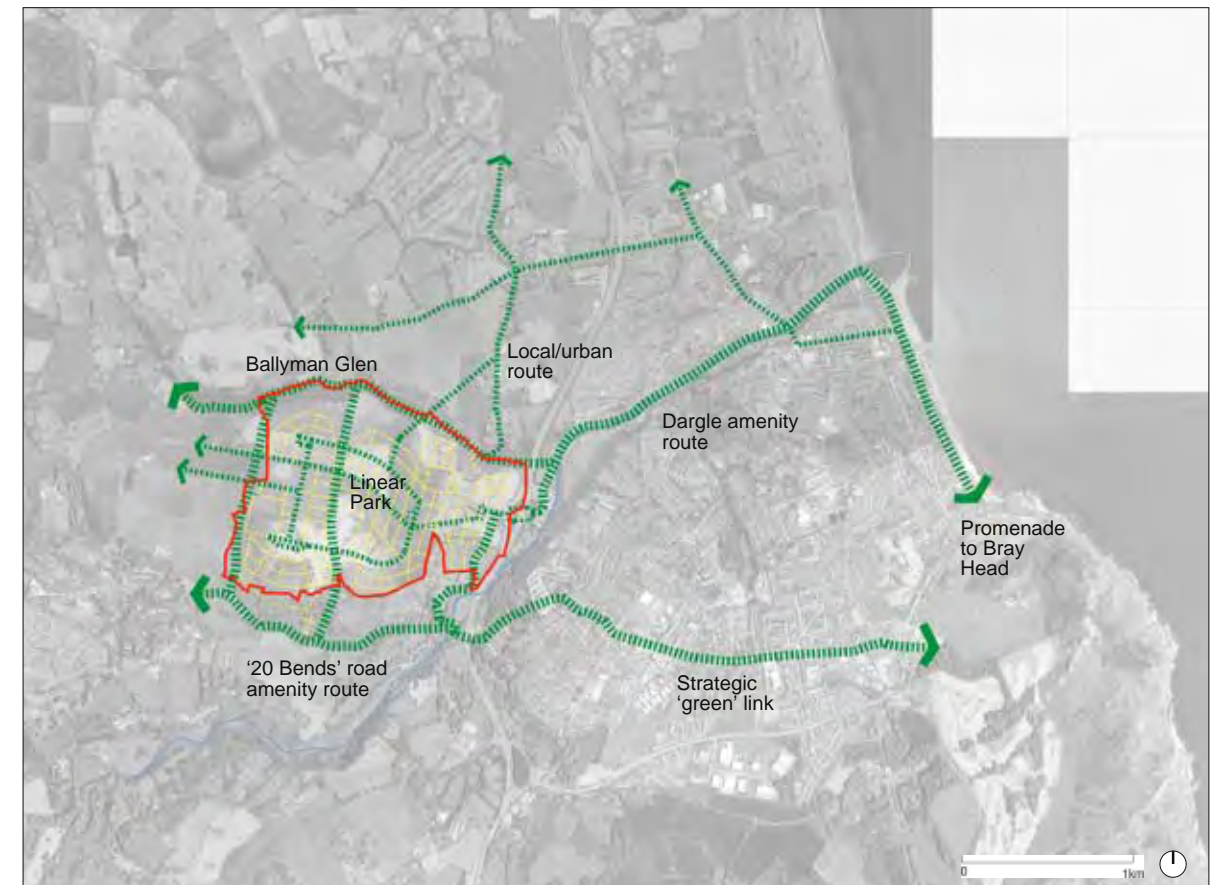 Ballyman Glen
Local/urban
route
Dargle amenity
route
Linear
Park
Promenade
to Bray
Head
'20 Bends' road
amenity route
Strategic
'green' link
0
1km